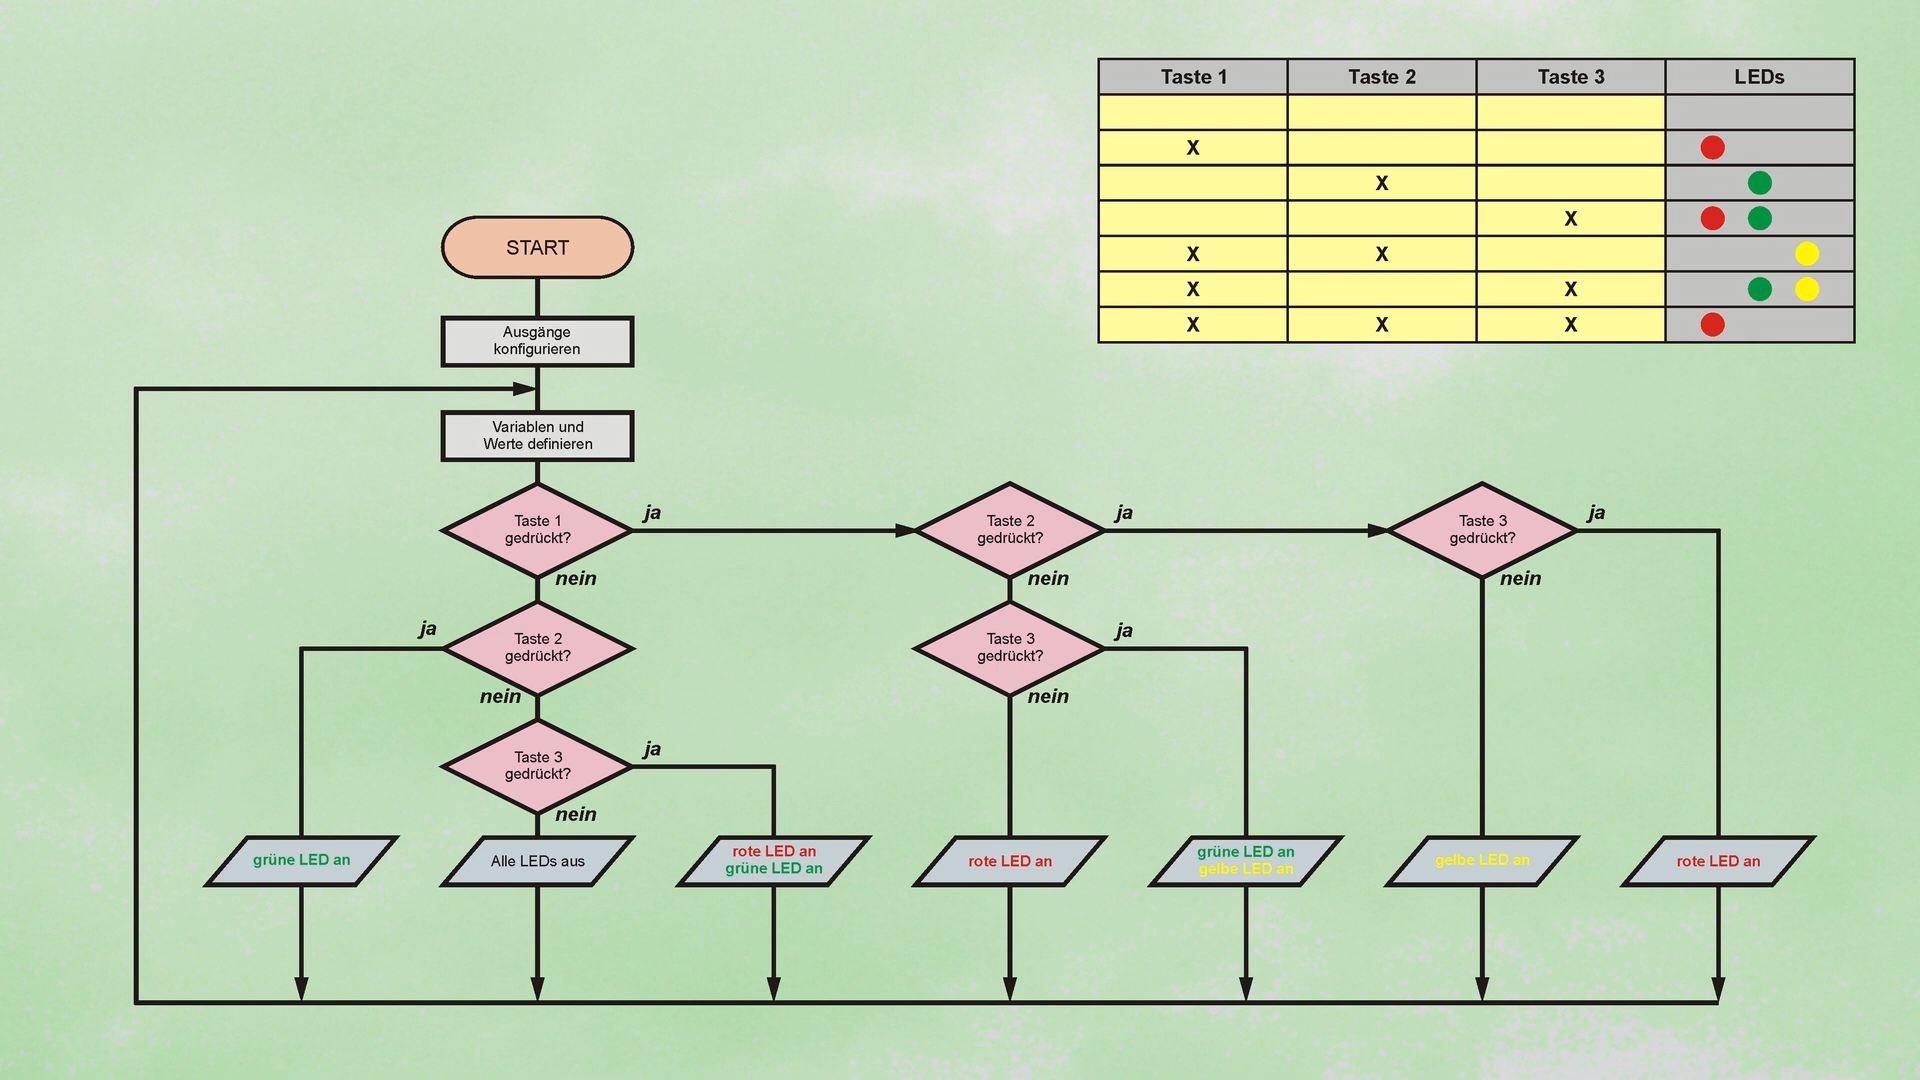 Taste 1 Taste 2 Taste 3 LEDs
X
X
X
X X
X X
X X X
START
Ausgänge
konfigurieren
Variablen und
Werte definieren
Taste 1
gedrückt?
ja
nein
Taste 2
gedrückt?
ja
nein
Taste 3
gedrückt?
ja
nein
Taste 2
gedrückt?
ja
nein
Taste 3
gedrückt?
ja
nein
Taste 3
gedrückt?
ja
nein
grüne LED an
Alle LEDs aus
rote LED an
grüne LED an
rote LED an
grüne LED an
gelbe LED an
gelbe LED an
rote LED an